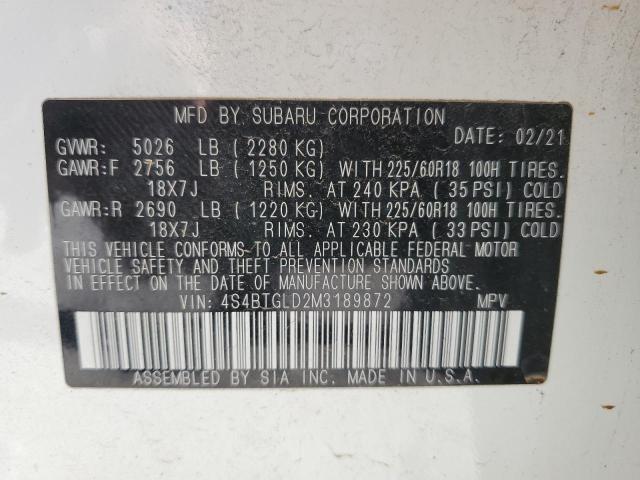 MFD BY SUBARU CORPORATION
DATE: 02/21
GVWR: 5026 LB ( 2280 KG)
GAWR:F 2756 LB ( 1250 KG) WITH 225/60R18 100H TIRES.
18X7J RIMS. AT 240 KPA ( 35 PSI) COLD
GAWR:R 2690 LB ( 1220 KG) WITH 225/60R18 100H TIRES.
18X7J RIMS. AT 230 KPA ( 33 PSI) COLD
THIS VEHICLE CONFORMS TO ALL APPLICABLE FEDERAL MOTOR
VEHICLE SAFETY AND THEFT PREVENTION STANDARDS
IN EFFECT ON THE DATE OF MANUFACTURE SHOWN ABOVE.
VIN: 4S4BTGLD2M3189872 MPV
ASSEMBLED BY SIA INC. MADE IN U.S.A.